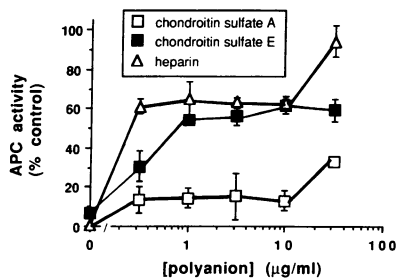 chondroitin sulfate A
chondroitin sulfate E
heparin
100
80
60
40
20
0
APC activity
(% control)
0
1
10
100
[polyanion] (µg/ml)